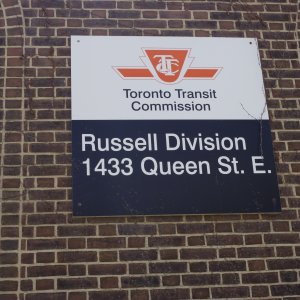 TTC
Toronto Transit
Commission
Russell Division
1433 Queen St. E.